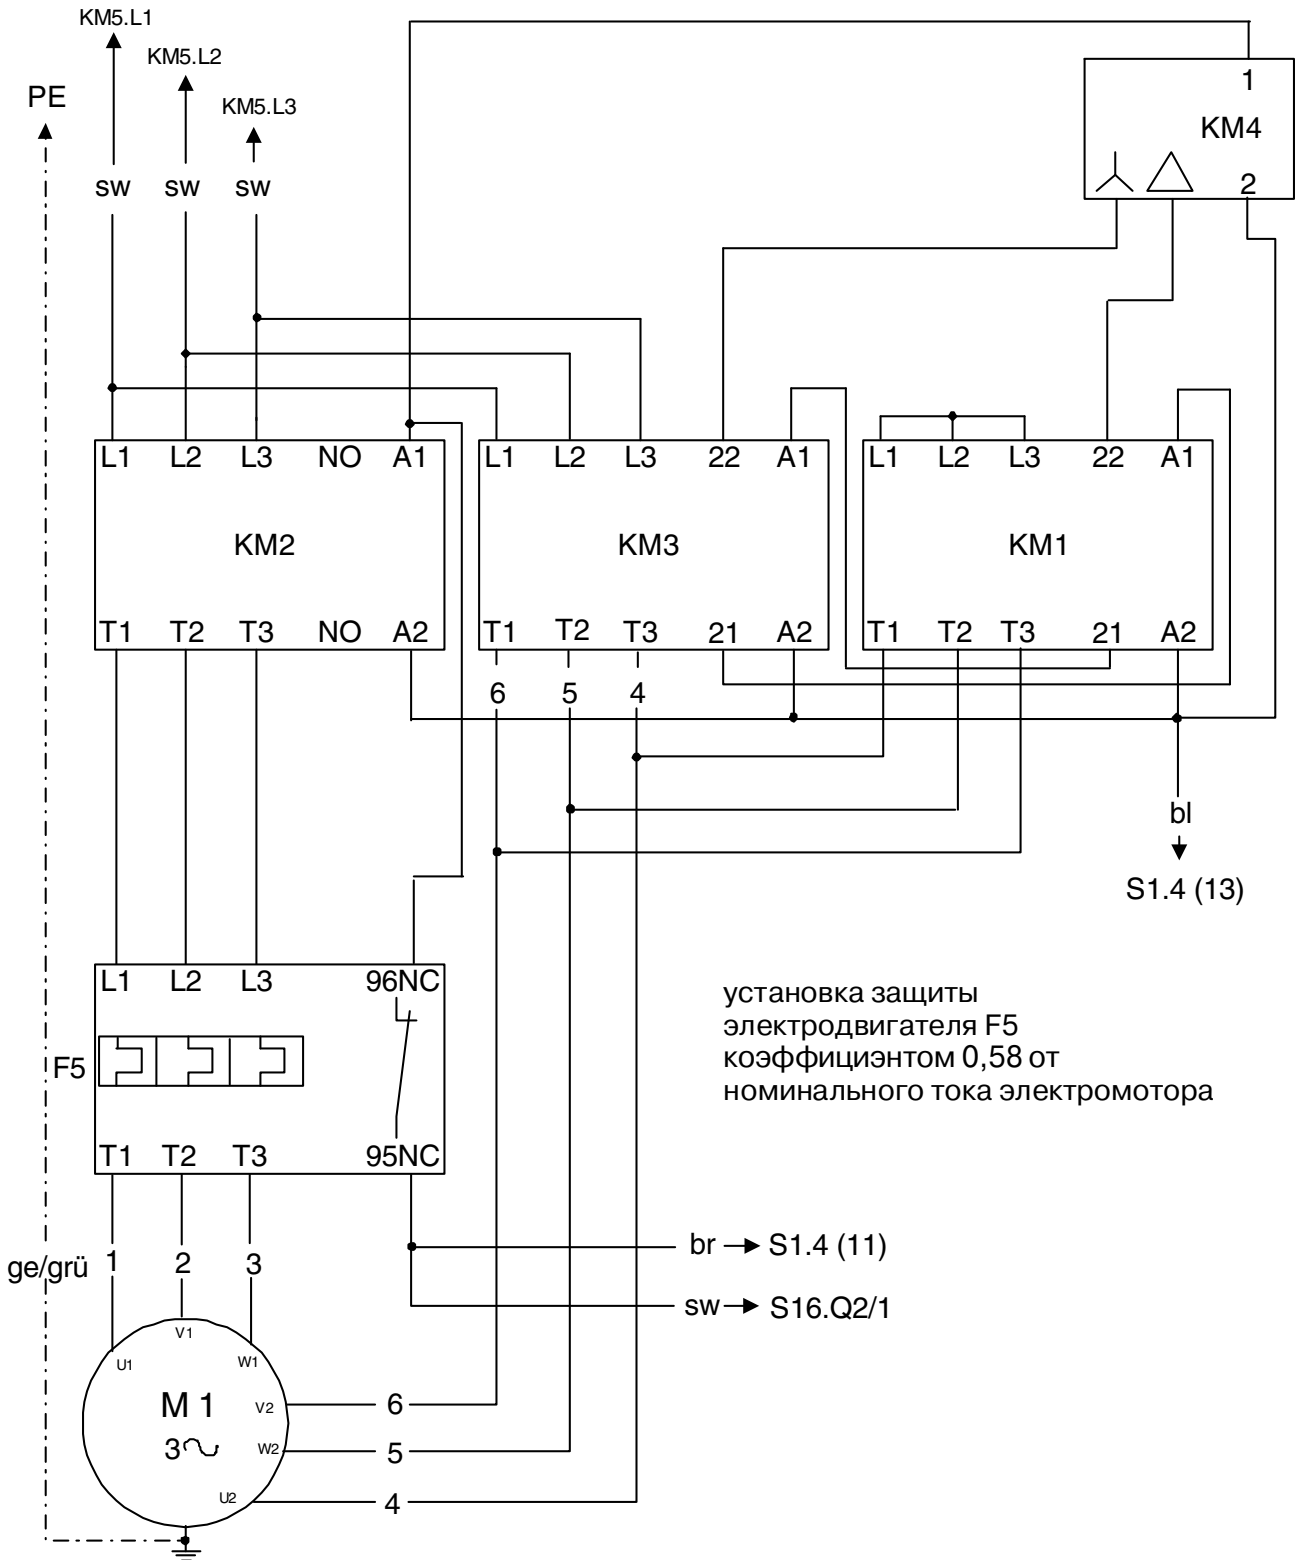 KM5.L1
KM5.L2
PE
KM5.L3
1
KM4
2
sw sw sw
L1 L2 L3 NO A1
L1 L2 L3 22 A1
L1 L2 L3 22 A1
KM2
KM3
KM1
T1 T2 T3 NO A2
T1 T2 T3 21 A2
T1 T2 T3 21 A2
6 5 4
bl
S1.4 (13)
L1 L2 L3 96NC
установка защиты
электродвигателя F5
коэффициэнтом 0,58 от
номинального тока электромотора
F5
T1 T2 T3 95NC
br S1.4 (11)
ge/grü 1 2 3
sw S16.Q2/1
V1
U1 W1
M 1
3
V2 6
W2 5
U2 4